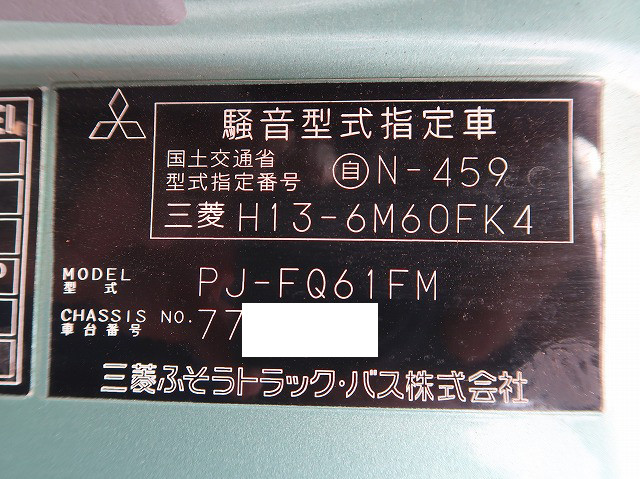 騒音型式指定車
国土交通省
型式指定番号 自N-459
三菱 H13-6M60FK4
MODEL
型式 PJ-FQ61FM
CHASSIS NO.
車台番号 77
三菱ふそうトラック・バス株式会社
EL
P